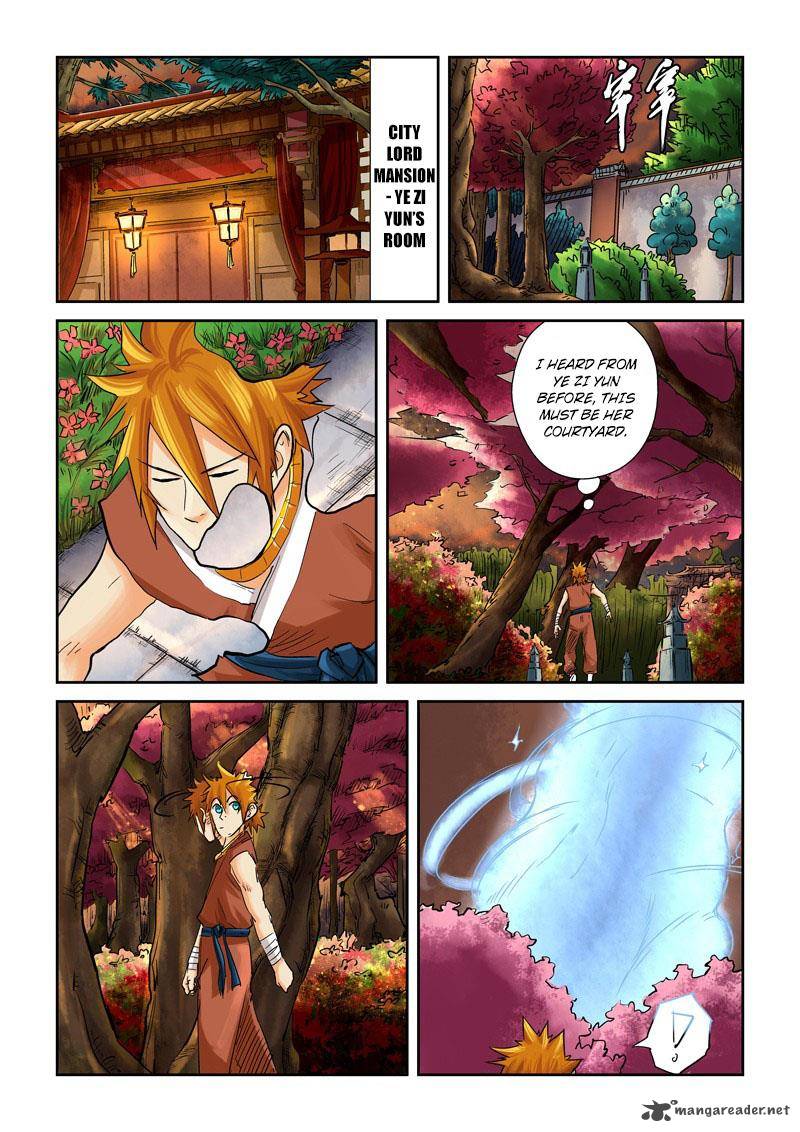 CITY
LORD
MANSION
- YE ZI
YUN'S
ROOM
I HEARD FROM
YE ZI YUN
BEFORE, THIS
MUST BE HER
COURTYARD.
!
mangareader.net